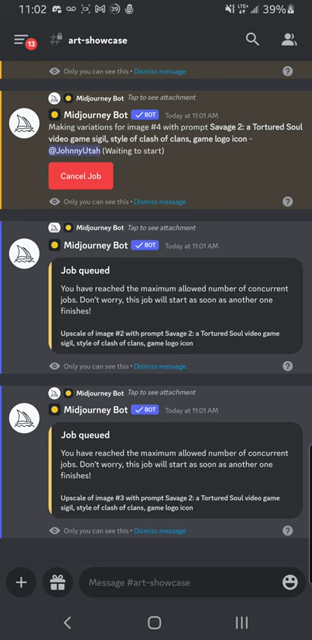 11:02
39%
13
art-showcase
Only you can see this • Dismiss message
Midjourney Bot Tap to see attachment
Midjourney Bot ✓ BOT Today at 11:01 AM
Making variations for image #4 with prompt Savage 2: a Tortured Soul
video game sigil, style of clash of clans, game logo icon -
@JohnnyUtah (Waiting to start)
Cancel Job
Only you can see this • Dismiss message
Midjourney Bot Tap to see attachment
Midjourney Bot ✓ BOT Today at 11:01 AM
Job queued
You have reached the maximum allowed number of concurrent
jobs. Don't worry, this job will start as soon as another one
finishes!
Upscale of image #2 with prompt Savage 2: a Tortured Soul video game
sigil, style of clash of clans, game logo icon
Only you can see this • Dismiss message
Midjourney Bot Tap to see attachment
Midjourney Bot ✓ BOT Today at 11:01 AM
Job queued
You have reached the maximum allowed number of concurrent
jobs. Don't worry, this job will start as soon as another one
finishes!
Upscale of image #3 with prompt Savage 2: a Tortured Soul video game
sigil, style of clash of clans, game logo icon
Only you can see this • Dismiss message
Message #art-showcase